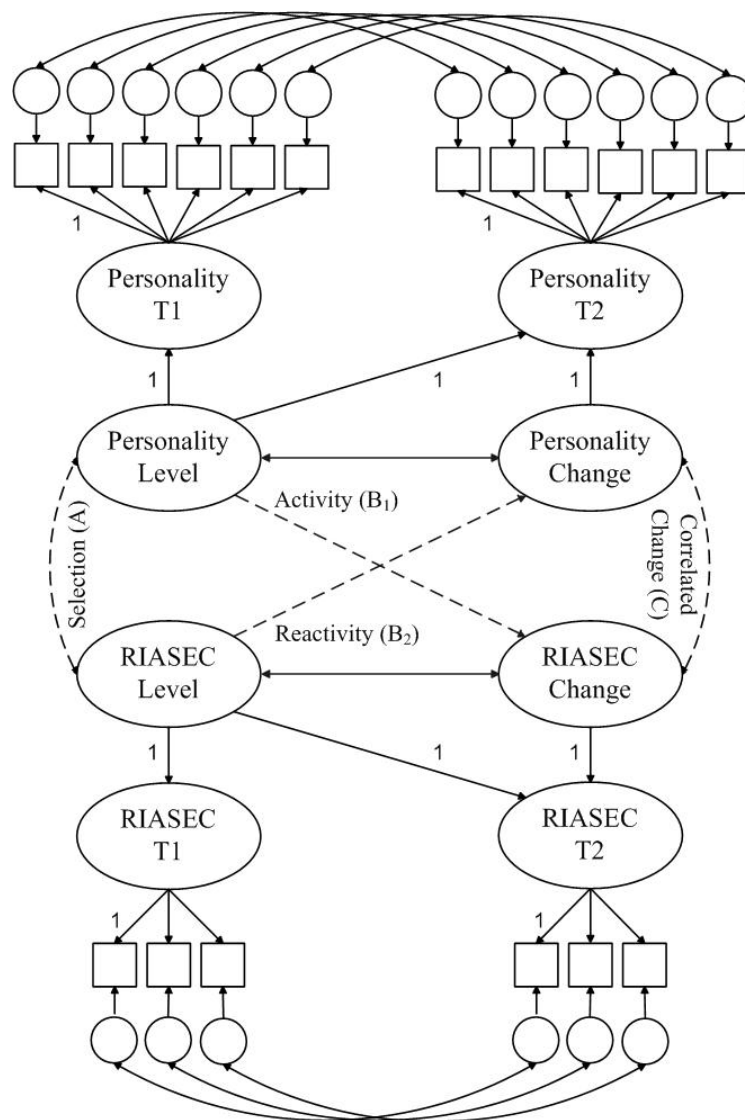 1
1
Personality
T1
Personality
T2
1
1
1
Personality
Level
Personality
Change
Selection (A)
Activity (B₁)
Correlated
Change (C)
Reactivity (B₂)
RIASEC
Level
RIASEC
Change
1
1
1
RIASEC
T1
RIASEC
T2
1
1